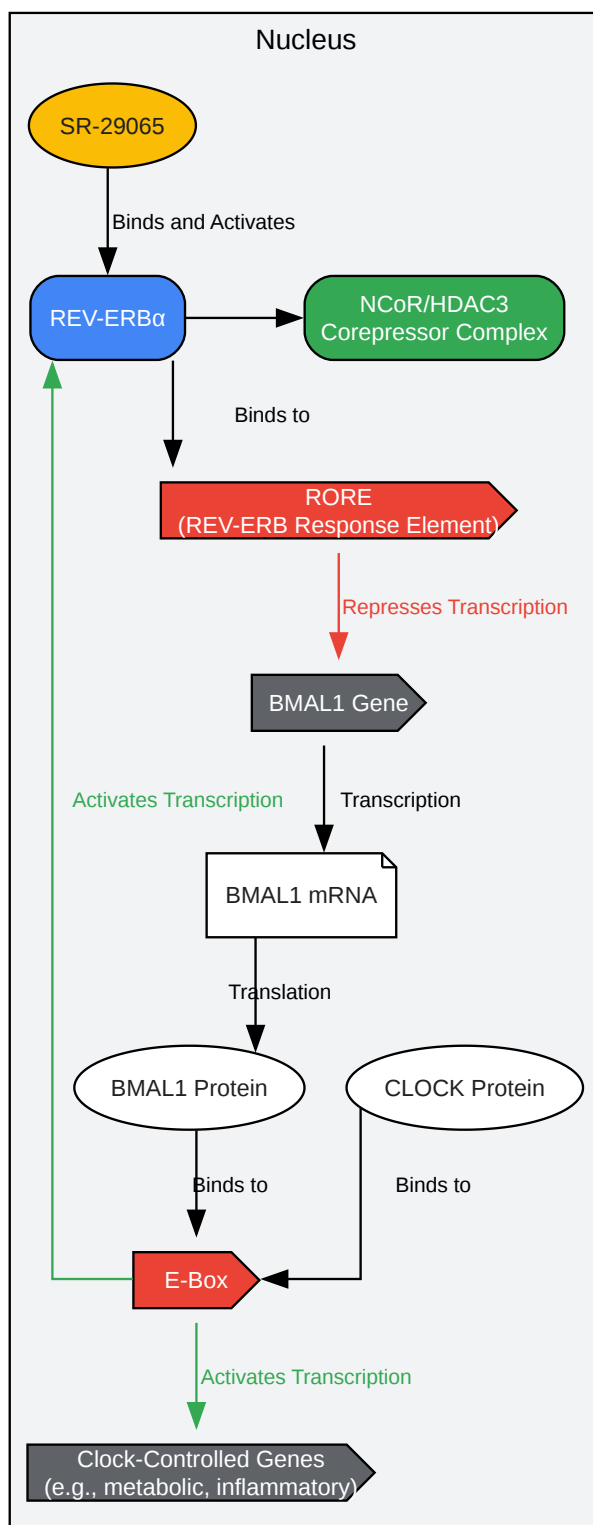 Nucleus
SR-29065
Binds and Activates
REV-ERBα
NCoR/HDAC3
Corepressor Complex
Binds to
RORE
(REV-ERB Response Element)
Represses Transcription
BMAL1 Gene
Activates Transcription
Transcription
BMAL1 mRNA
Translation
BMAL1 Protein
CLOCK Protein
Binds to
Binds to
E-Box
Activates Transcription
Clock-Controlled Genes
(e.g., metabolic, inflammatory)